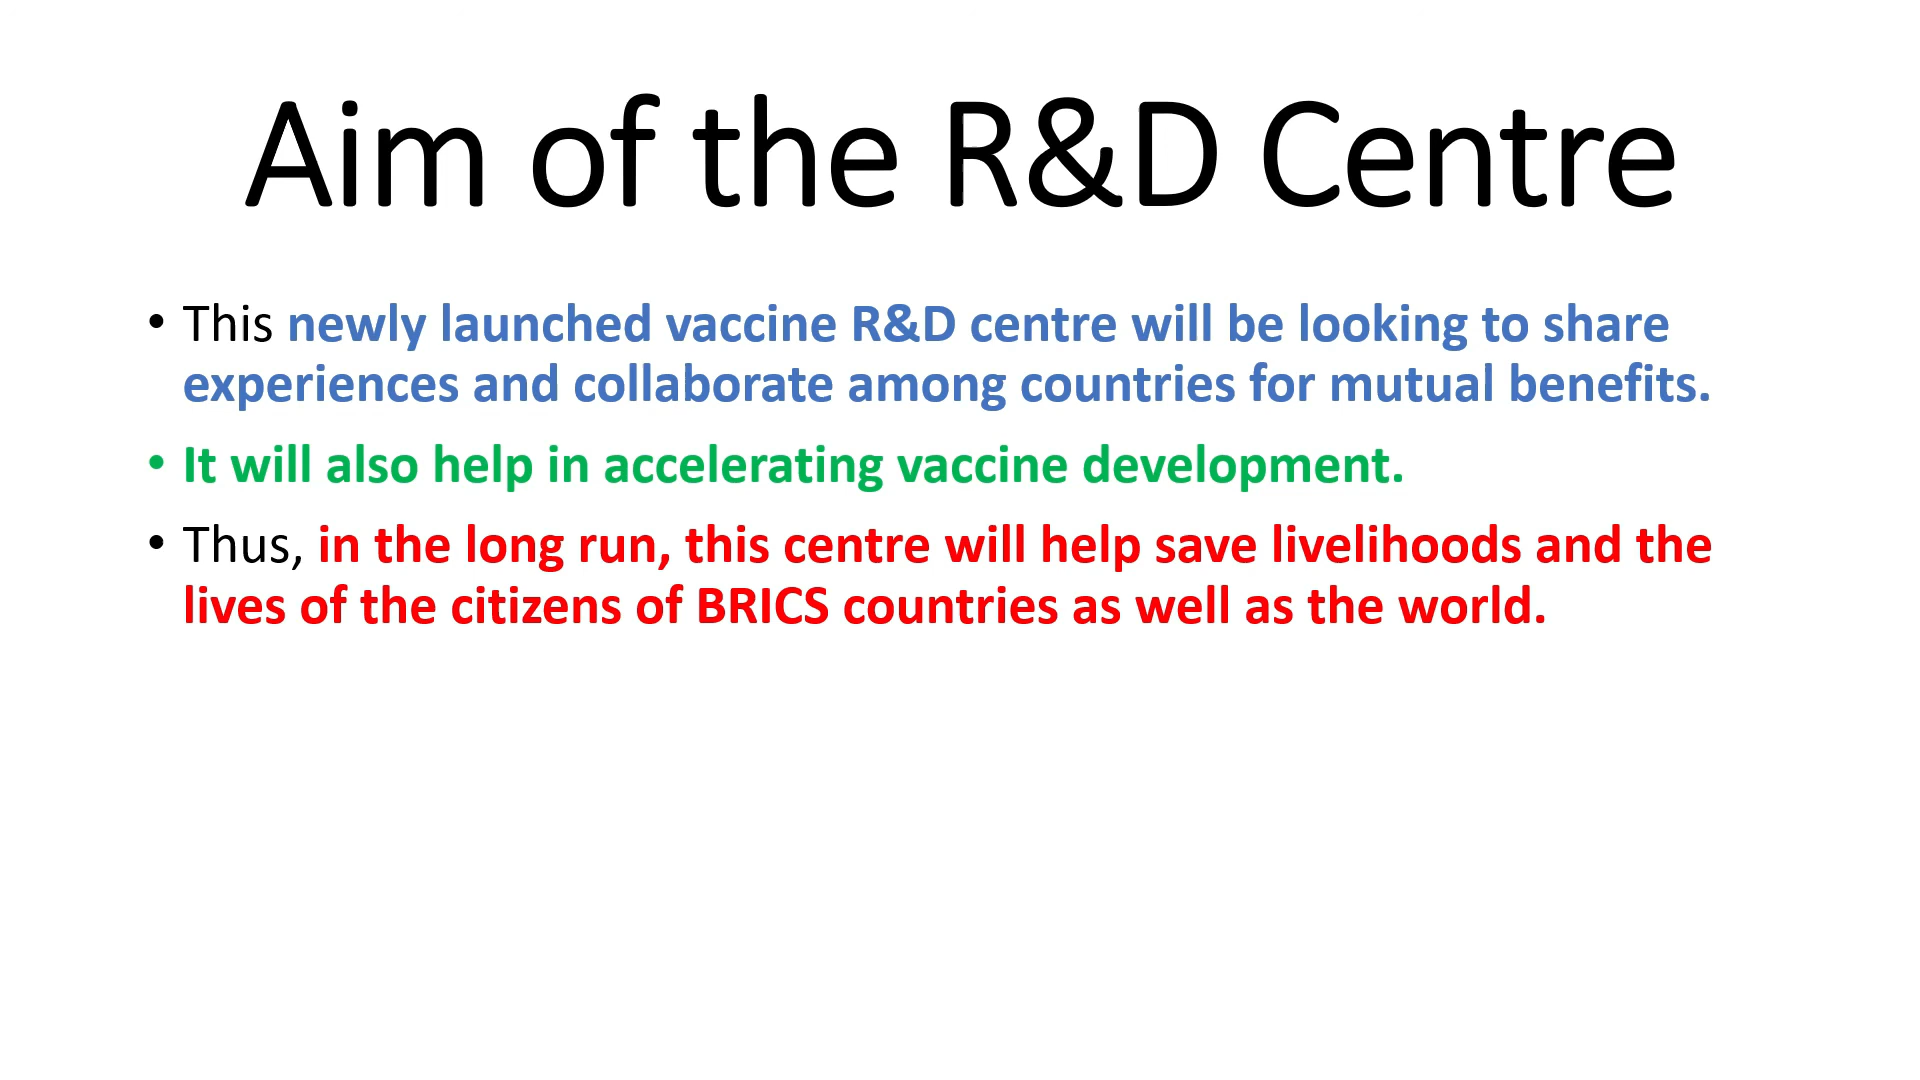 Aim of the R&D Centre
• This newly launched vaccine R&D centre will be looking to share
experiences and collaborate among countries for mutual benefits.
• It will also help in accelerating vaccine development.
• Thus, in the long run, this centre will help save livelihoods and the
lives of the citizens of BRICS countries as well as the world.